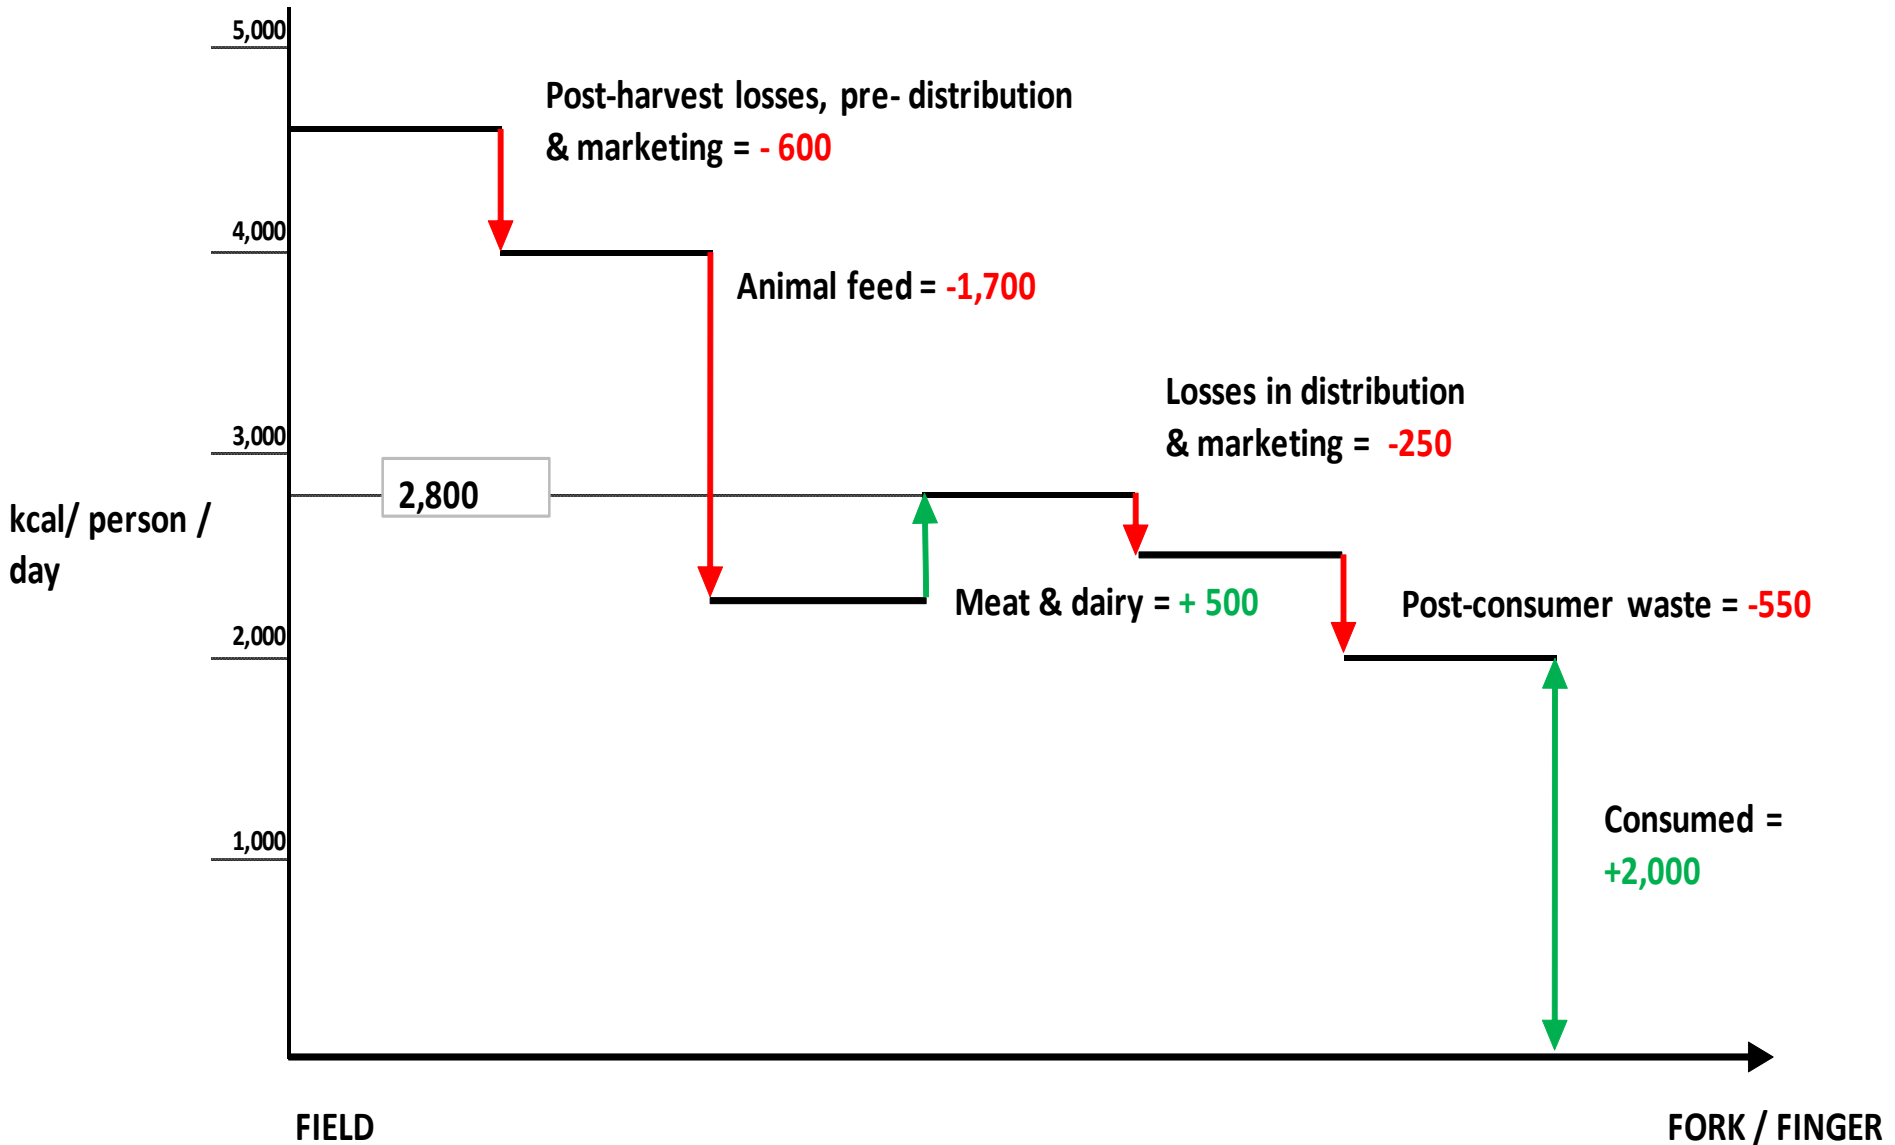 5,000
Post-harvest losses, pre- distribution
& marketing = - 600
4,000
Animal feed = -1,700
Losses in distribution
& marketing = -250
3,000
2,800
kcal/ person /
day
Meat & dairy = + 500
Post-consumer waste = -550
2,000
Consumed =
+2,000
1,000
FIELD
FORK / FINGER